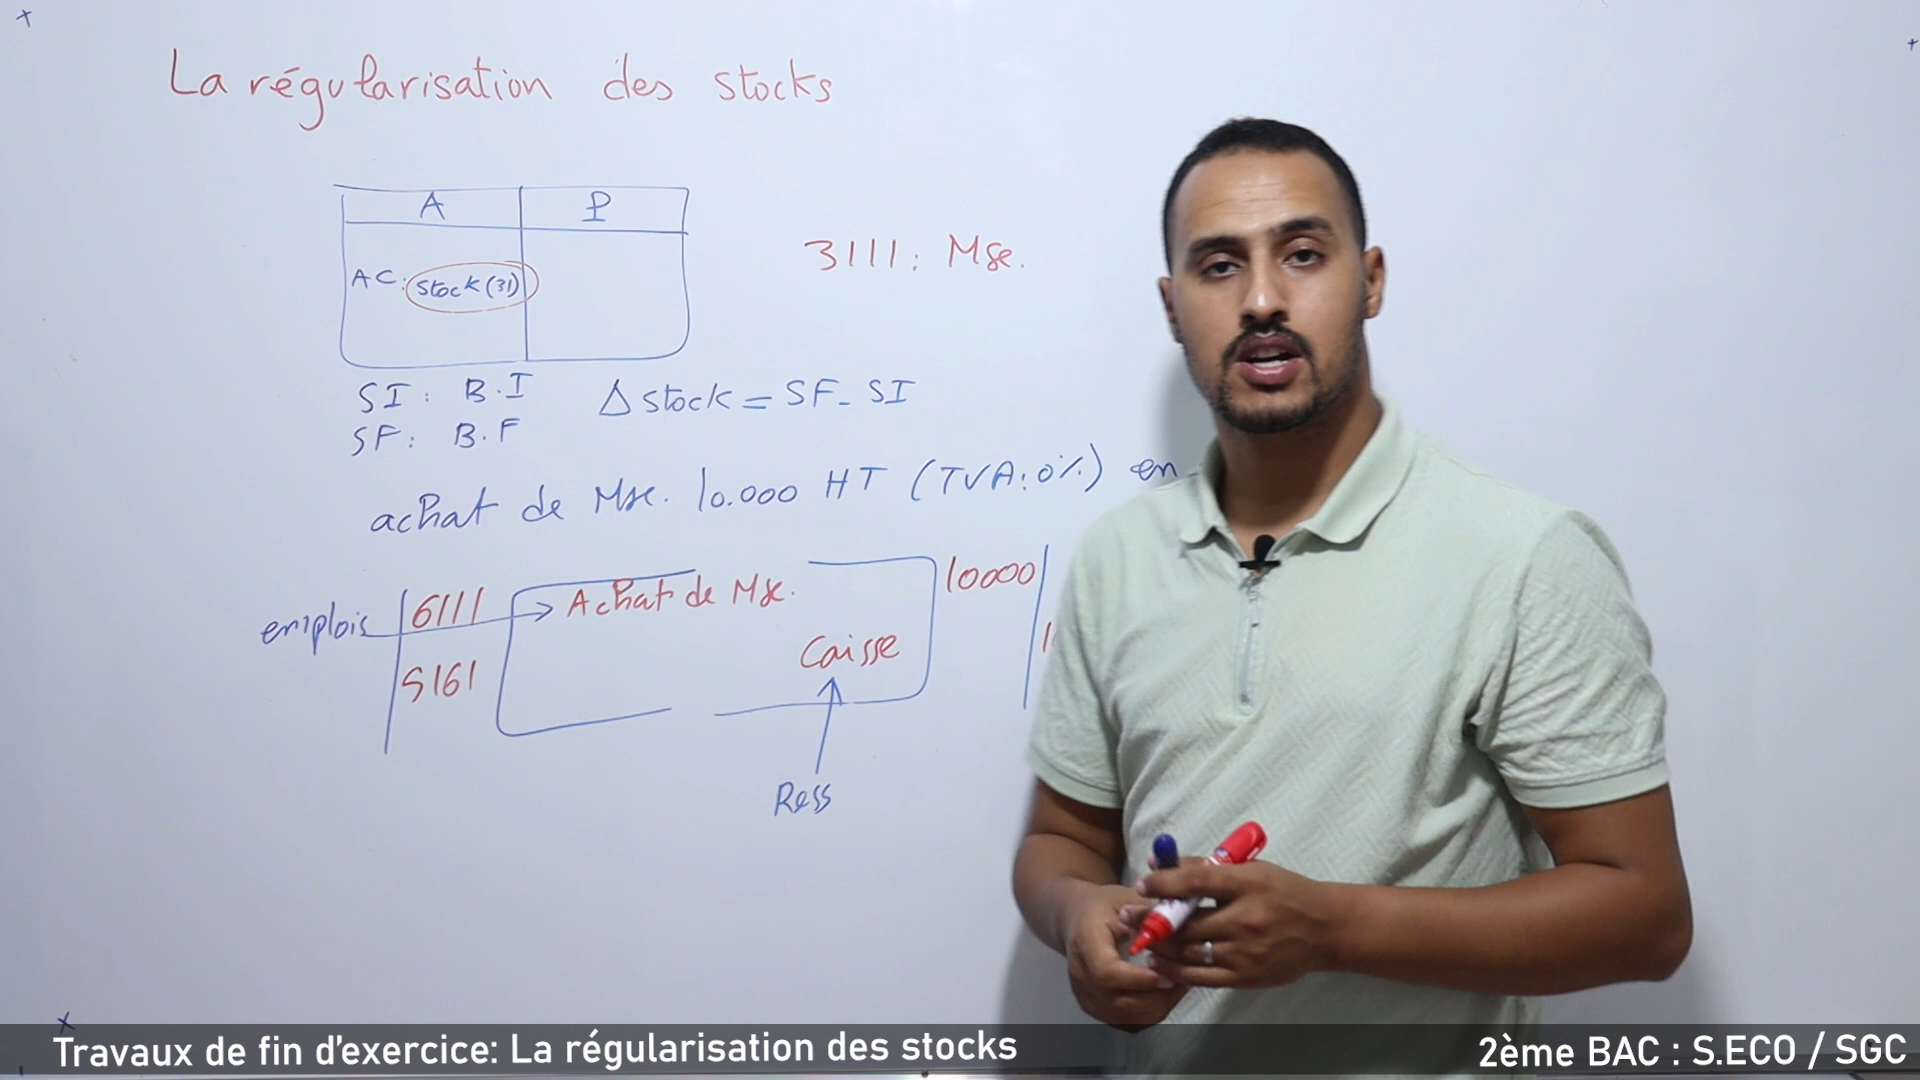 La régularisation des stocks
A P
AC: Stock (31)
3111: Mse.
SI: B.I
SF: B.F
Δ stock = SF - SI
achat de Mse. 10.000 HT (TVA: 0%) en
emplois 6111 Achat de Mse. 10000
5161 Caisse
Ress
Travaux de fin d'exercice: La régularisation des stocks
2ème BAC : S.ECO / SGC